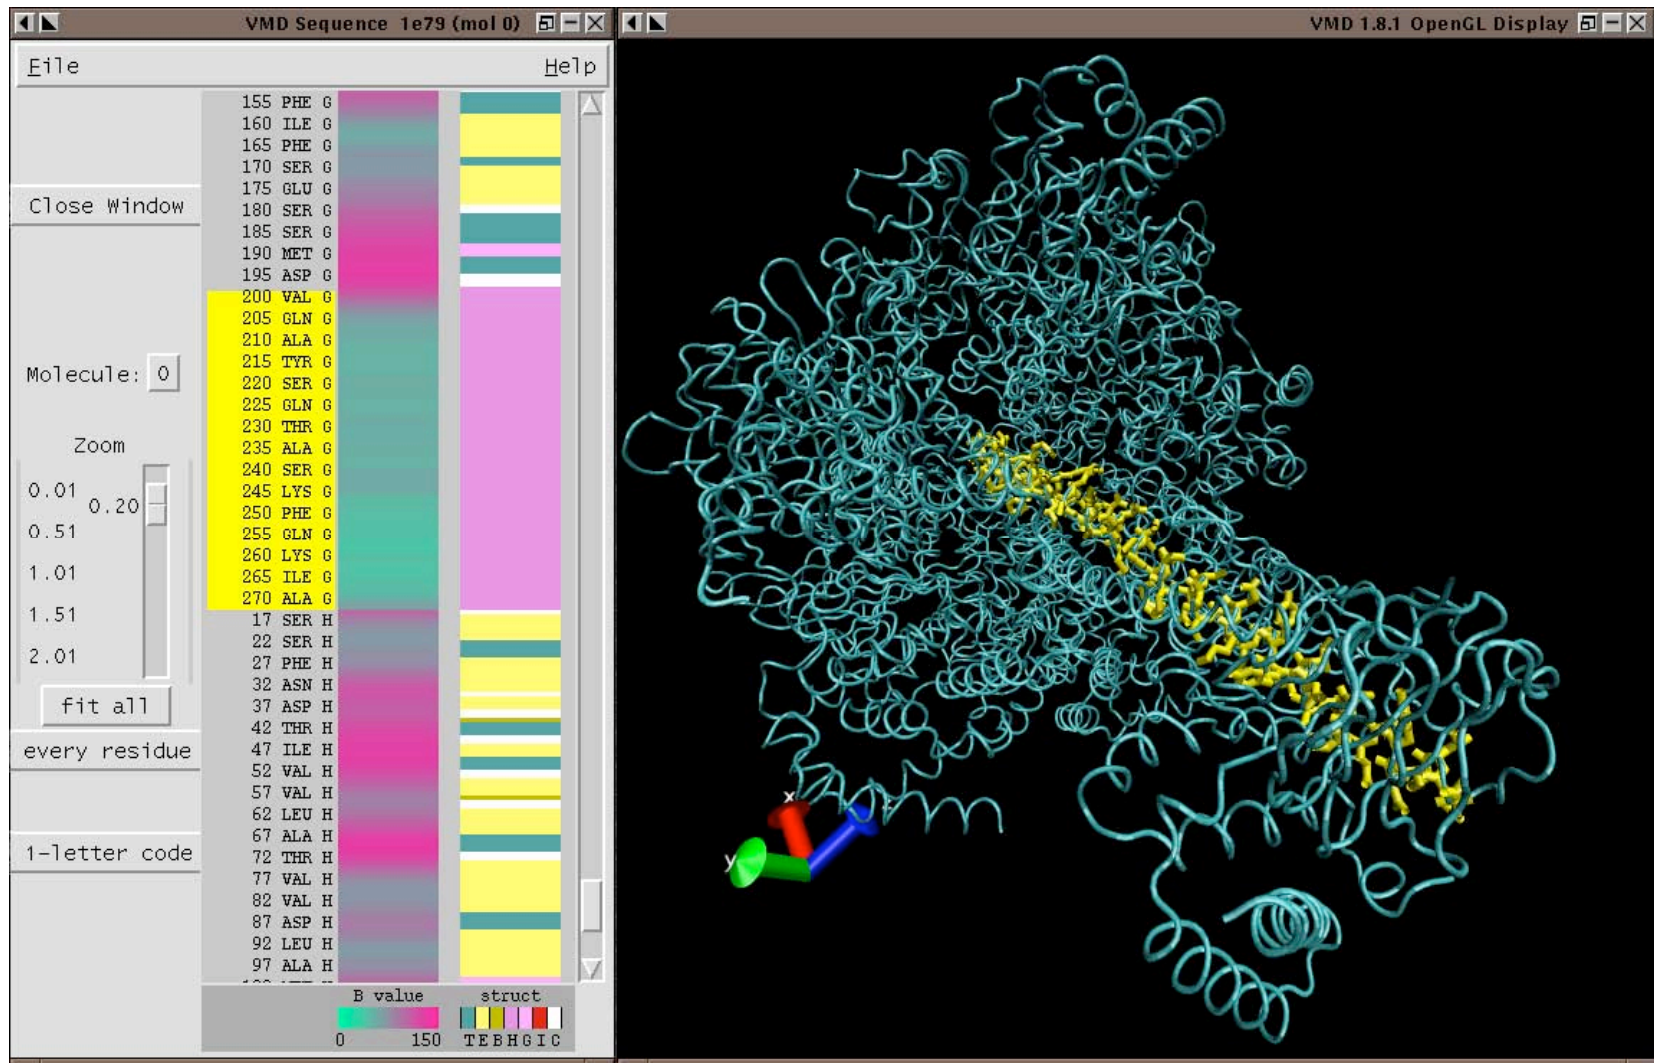 VMD Sequence 1e79 (mol 0)
File
Help
155 PHE G
160 ILE G
165 PHE G
170 SER G
175 GLU G
180 SER G
185 SER G
190 MET G
195 ASP G
200 VAL G
205 GLN G
210 ALA G
215 TYR G
220 SER G
225 GLN G
230 THR G
235 ALA G
240 SER G
245 LYS G
250 PHE G
255 GLN G
260 LYS G
265 ILE G
270 ALA G
17 SER H
22 SER H
27 PHE H
32 ASN H
37 ASP H
42 THR H
47 ILE H
52 VAL H
57 VAL H
62 LEU H
67 ALA H
72 THR H
77 VAL H
82 VAL H
87 ASP H
92 LEU H
97 ALA H
Close Window
Molecule: 0
Zoom
0.01
0.20
0.51
1.01
1.51
2.01
fit all
every residue
1-letter code
B value
0 150
struct
T E B H G I C
VMD 1.8.1 OpenGL Display
x
y